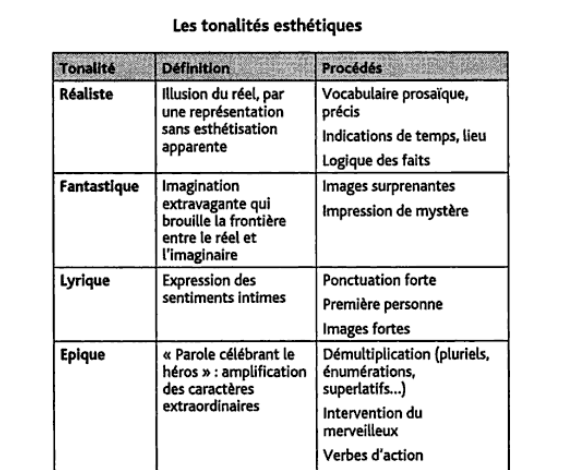 Les tonalités esthétiques
Tonalité Définition Procédés
Réaliste Illusion du réel, par Vocabulaire prosaïque,
une représentation précis
sans esthétisation Indications de temps, lieu
apparente Logique des faits
Fantastique Imagination Images surprenantes
extravagante qui Impression de mystère
brouille la frontière
entre le réel et
l'imaginaire
Lyrique Expression des Ponctuation forte
sentiments intimes Première personne
Images fortes
Epique « Parole célébrant le Démultiplication (pluriels,
héros » : amplification énumérations,
des caractères superlatifs...)
extraordinaires Intervention du
merveilleux
Verbes d'action